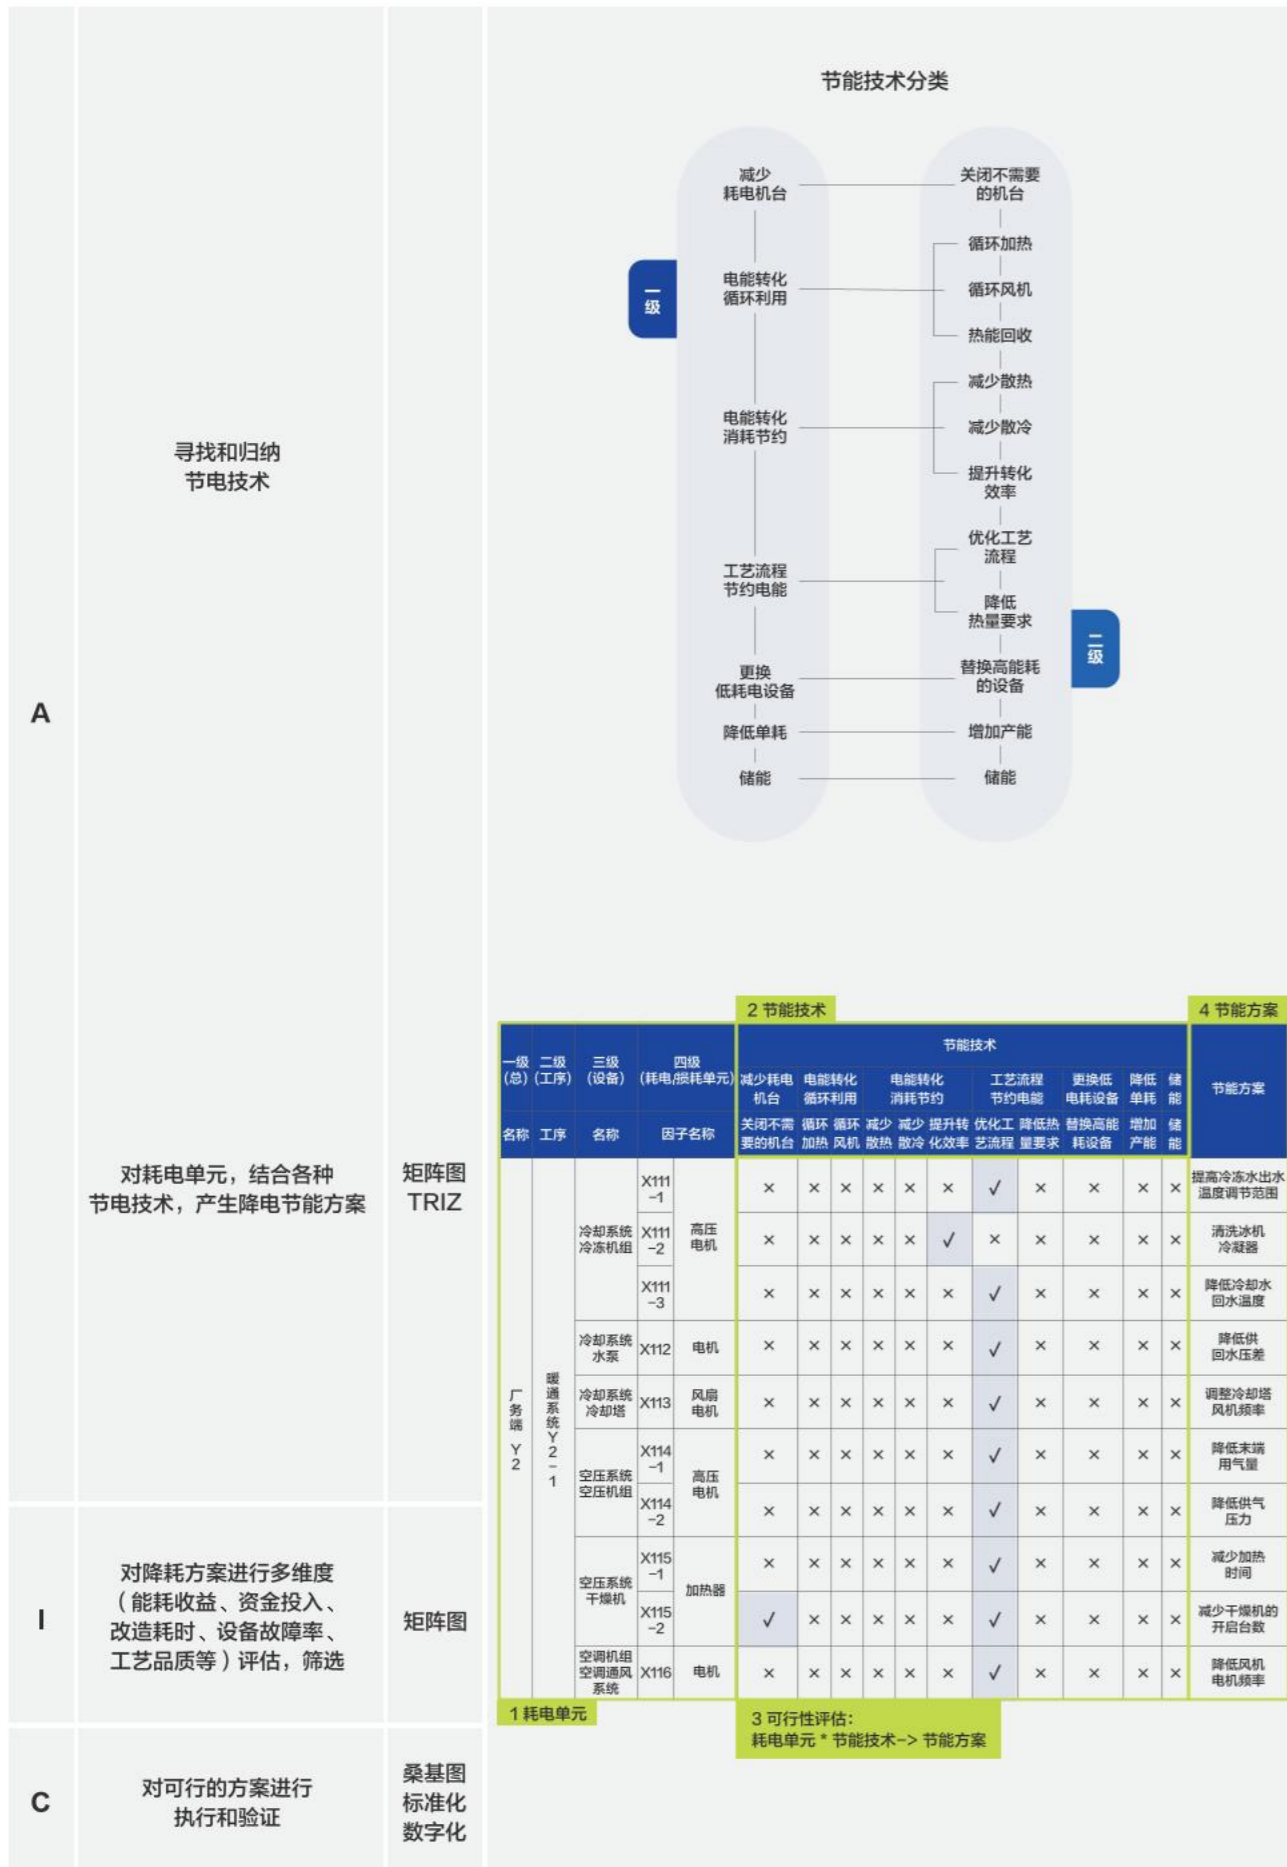 节能技术分类
减少
耗电机台
电能转化
循环利用
电能转化
消耗节约
工艺流程
节约电能
更换
低耗电设备
降低单耗
储能
一级
关闭不需要
的机台
循环加热
循环风机
热能回收
减少散热
减少散冷
提升转化
效率
优化工艺
流程
降低
热量要求
替换高能耗
的设备
增加产能
储能
二级
A
寻找和归纳
节电技术
对耗电单元，结合各种
节电技术，产生降电节能方案
矩阵图
TRIZ
2 节能技术
4 节能方案
一级 二级 三级 四级 节能技术
(总) (工序) (设备) (耗电/损耗单元) 节能方案
减少耗电 电能转化 电能转化 工艺流程 更换低 降低 储
机台 循环利用 消耗节约 节约电能 电耗设备 单耗 能
名称 工序 名称 因子名称
关闭不需 循环 循环 减少 减少 提升转 优化工 降低热 替换高能 增加 储
要的机台 加热 风机 散热 散冷 化效率 艺流程 量要求 耗设备 产能 能
厂务端 Y2
暖通系统Y2-1
冷却系统
冷冻机组
高压
电机
X111
-1
× × × × × × √ × × × ×
提高冷冻水出水
温度调节范围
X111
-2
× × × × × √ × × × × ×
清洗冰机
冷凝器
X111
-3
× × × × × × √ × × × ×
降低冷却水
回水温度
冷却系统
水泵
X112 电机 × × × × × × √ × × × ×
降低供
回水压差
冷却系统
冷却塔
X113
风扇
电机
× × × × × × √ × × × ×
调整冷却塔
风机频率
空压系统
空压机组
高压
电机
X114
-1
× × × × × × √ × × × ×
降低末端
用气量
X114
-2
× × × × × × √ × × × ×
降低供气
压力
空压系统
干燥机
加热器
X115
-1
× × × × × × √ × × × ×
减少加热
时间
X115
-2
√ × × × × × √ × × × ×
减少干燥机的
开启台数
空调机组
空调通风
系统
X116 电机 × × × × × × √ × × × ×
降低风机
电机频率
1 耗电单元
3 可行性评估：
耗电单元 * 节能技术-> 节能方案
I
对降耗方案进行多维度
（能耗收益、资金投入、
改造耗时、设备故障率、
工艺品质等）评估，筛选
矩阵图
C
对可行的方案进行
执行和验证
桑基图
标准化
数字化